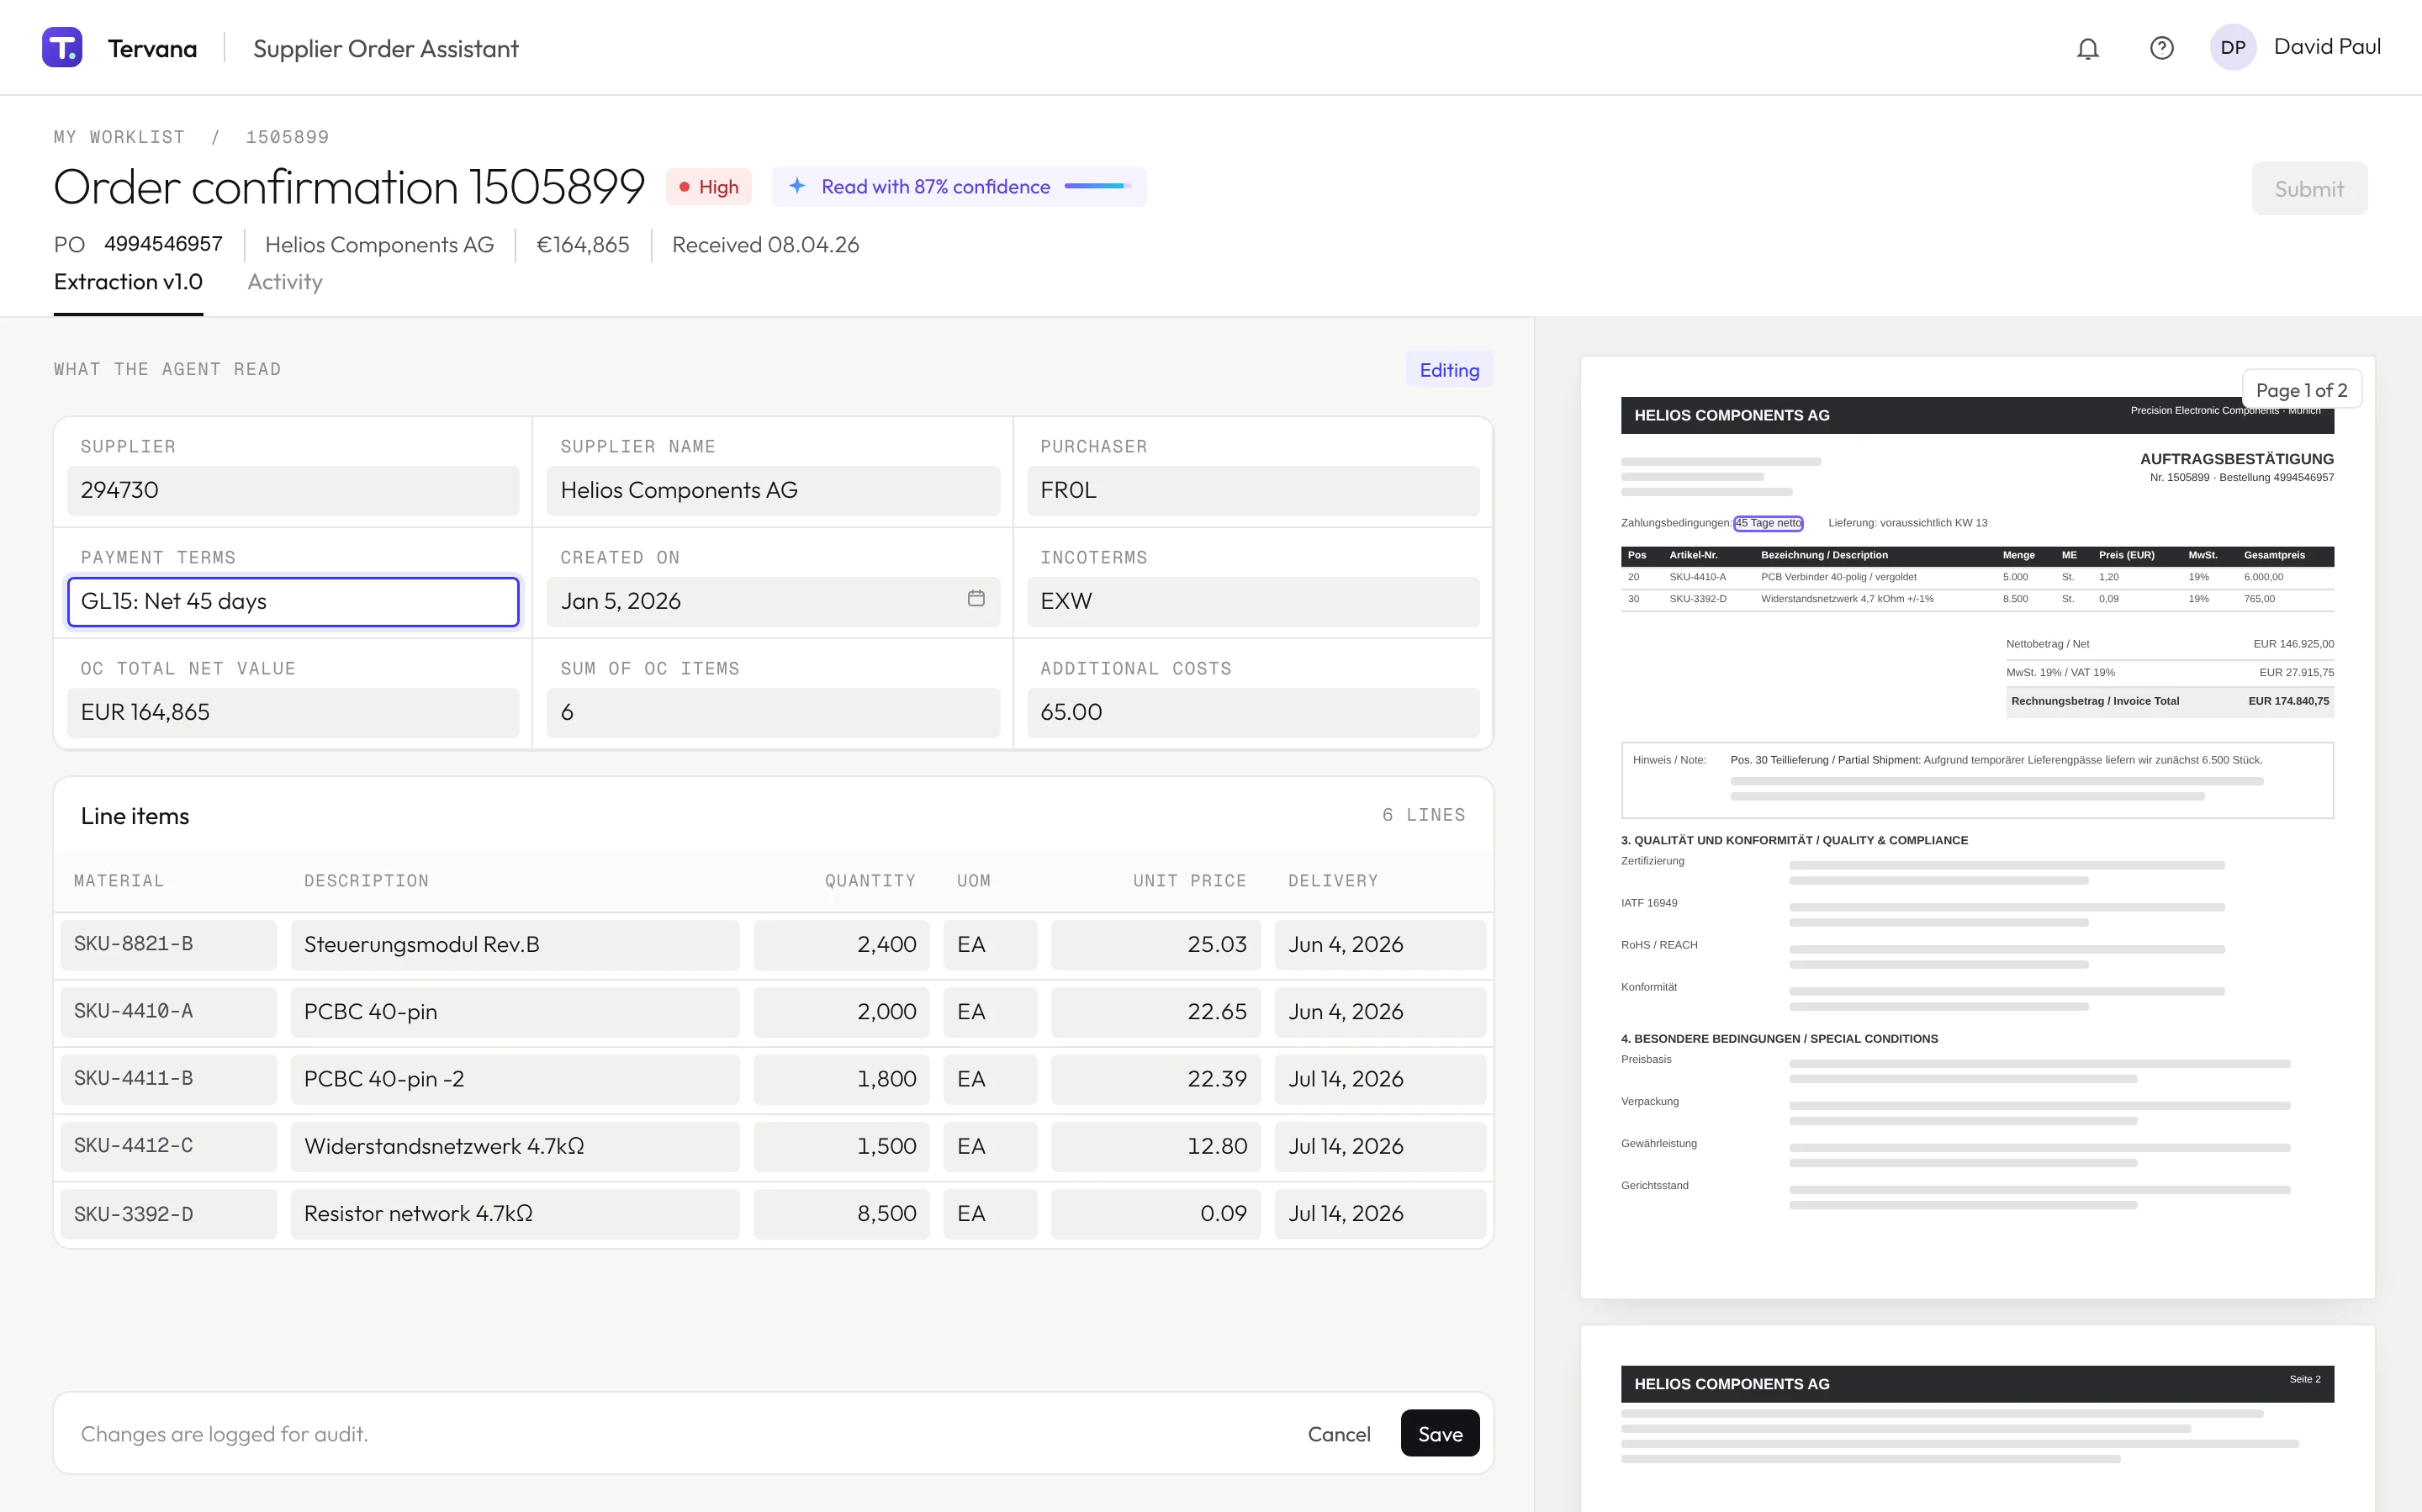 T.
Tervana
Supplier Order Assistant
DP
David Paul
MY WORKLIST / 1505899
Order confirmation 1505899
High
Read with 87% confidence
Submit
PO 4994546957
Helios Components AG
€164,865
Received 08.04.26
Extraction v1.0
Activity
WHAT THE AGENT READ
Editing
SUPPLIER
294730
SUPPLIER NAME
Helios Components AG
PURCHASER
FR0L
PAYMENT TERMS
GL15: Net 45 days
CREATED ON
Jan 5, 2026
INCOTERMS
EXW
OC TOTAL NET VALUE
EUR 164,865
SUM OF OC ITEMS
6
ADDITIONAL COSTS
65.00
Line items
6 LINES
MATERIAL DESCRIPTION QUANTITY UOM UNIT PRICE DELIVERY
SKU-8821-B Steuerungsmodul Rev.B 2,400 EA 25.03 Jun 4, 2026
SKU-4410-A PCBC 40-pin 2,000 EA 22.65 Jun 4, 2026
SKU-4411-B PCBC 40-pin -2 1,800 EA 22.39 Jul 14, 2026
SKU-4412-C Widerstandsnetzwerk 4.7kΩ 1,500 EA 12.80 Jul 14, 2026
SKU-3392-D Resistor network 4.7kΩ 8,500 EA 0.09 Jul 14, 2026
Changes are logged for audit.
Cancel
Save
Page 1 of 2
HELIOS COMPONENTS AG
Precision Electronic Components · Munich
AUFTRAGSBESTÄTIGUNG
Nr. 1505899 · Bestellung 4994546957
Zahlungsbedingungen: 45 Tage netto Lieferung: voraussichtlich KW 13
Pos Artikel-Nr. Bezeichnung / Description Menge ME Preis (EUR) MwSt. Gesamtpreis
20 SKU-4410-A PCB Verbinder 40-polig / vergoldet 5.000 St. 1,20 19% 6.000,00
30 SKU-3392-D Widerstandsnetzwerk 4,7 kOhm +/-1% 8.500 St. 0,09 19% 765,00
Nettobetrag / Net EUR 146.925,00
MwSt. 19% / VAT 19% EUR 27.915,75
Rechnungsbetrag / Invoice Total EUR 174.840,75
Hinweis / Note: Pos. 30 Teillieferung / Partial Shipment: Aufgrund temporärer Lieferengpässe liefern wir zunächst 6.500 Stück.
3. QUALITÄT UND KONFORMITÄT / QUALITY & COMPLIANCE
Zertifizierung
IATF 16949
RoHS / REACH
Konformität
4. BESONDERE BEDINGUNGEN / SPECIAL CONDITIONS
Preisbasis
Verpackung
Gewährleistung
Gerichtsstand
HELIOS COMPONENTS AG
Seite 2